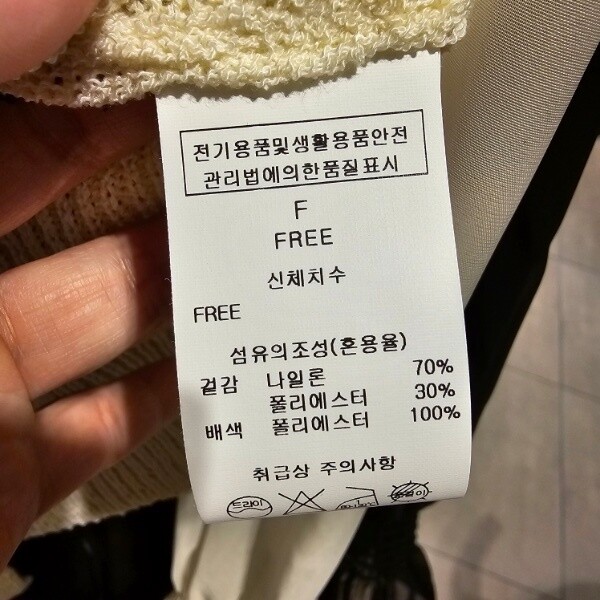 전기용품및생활용품안전
관리법에의한품질표시
F
FREE
신체치수
FREE
섬유의조성(혼용율)
겉감 나일론 70%
폴리에스터 30%
배색 폴리에스터 100%
취급상 주의사항
드라이